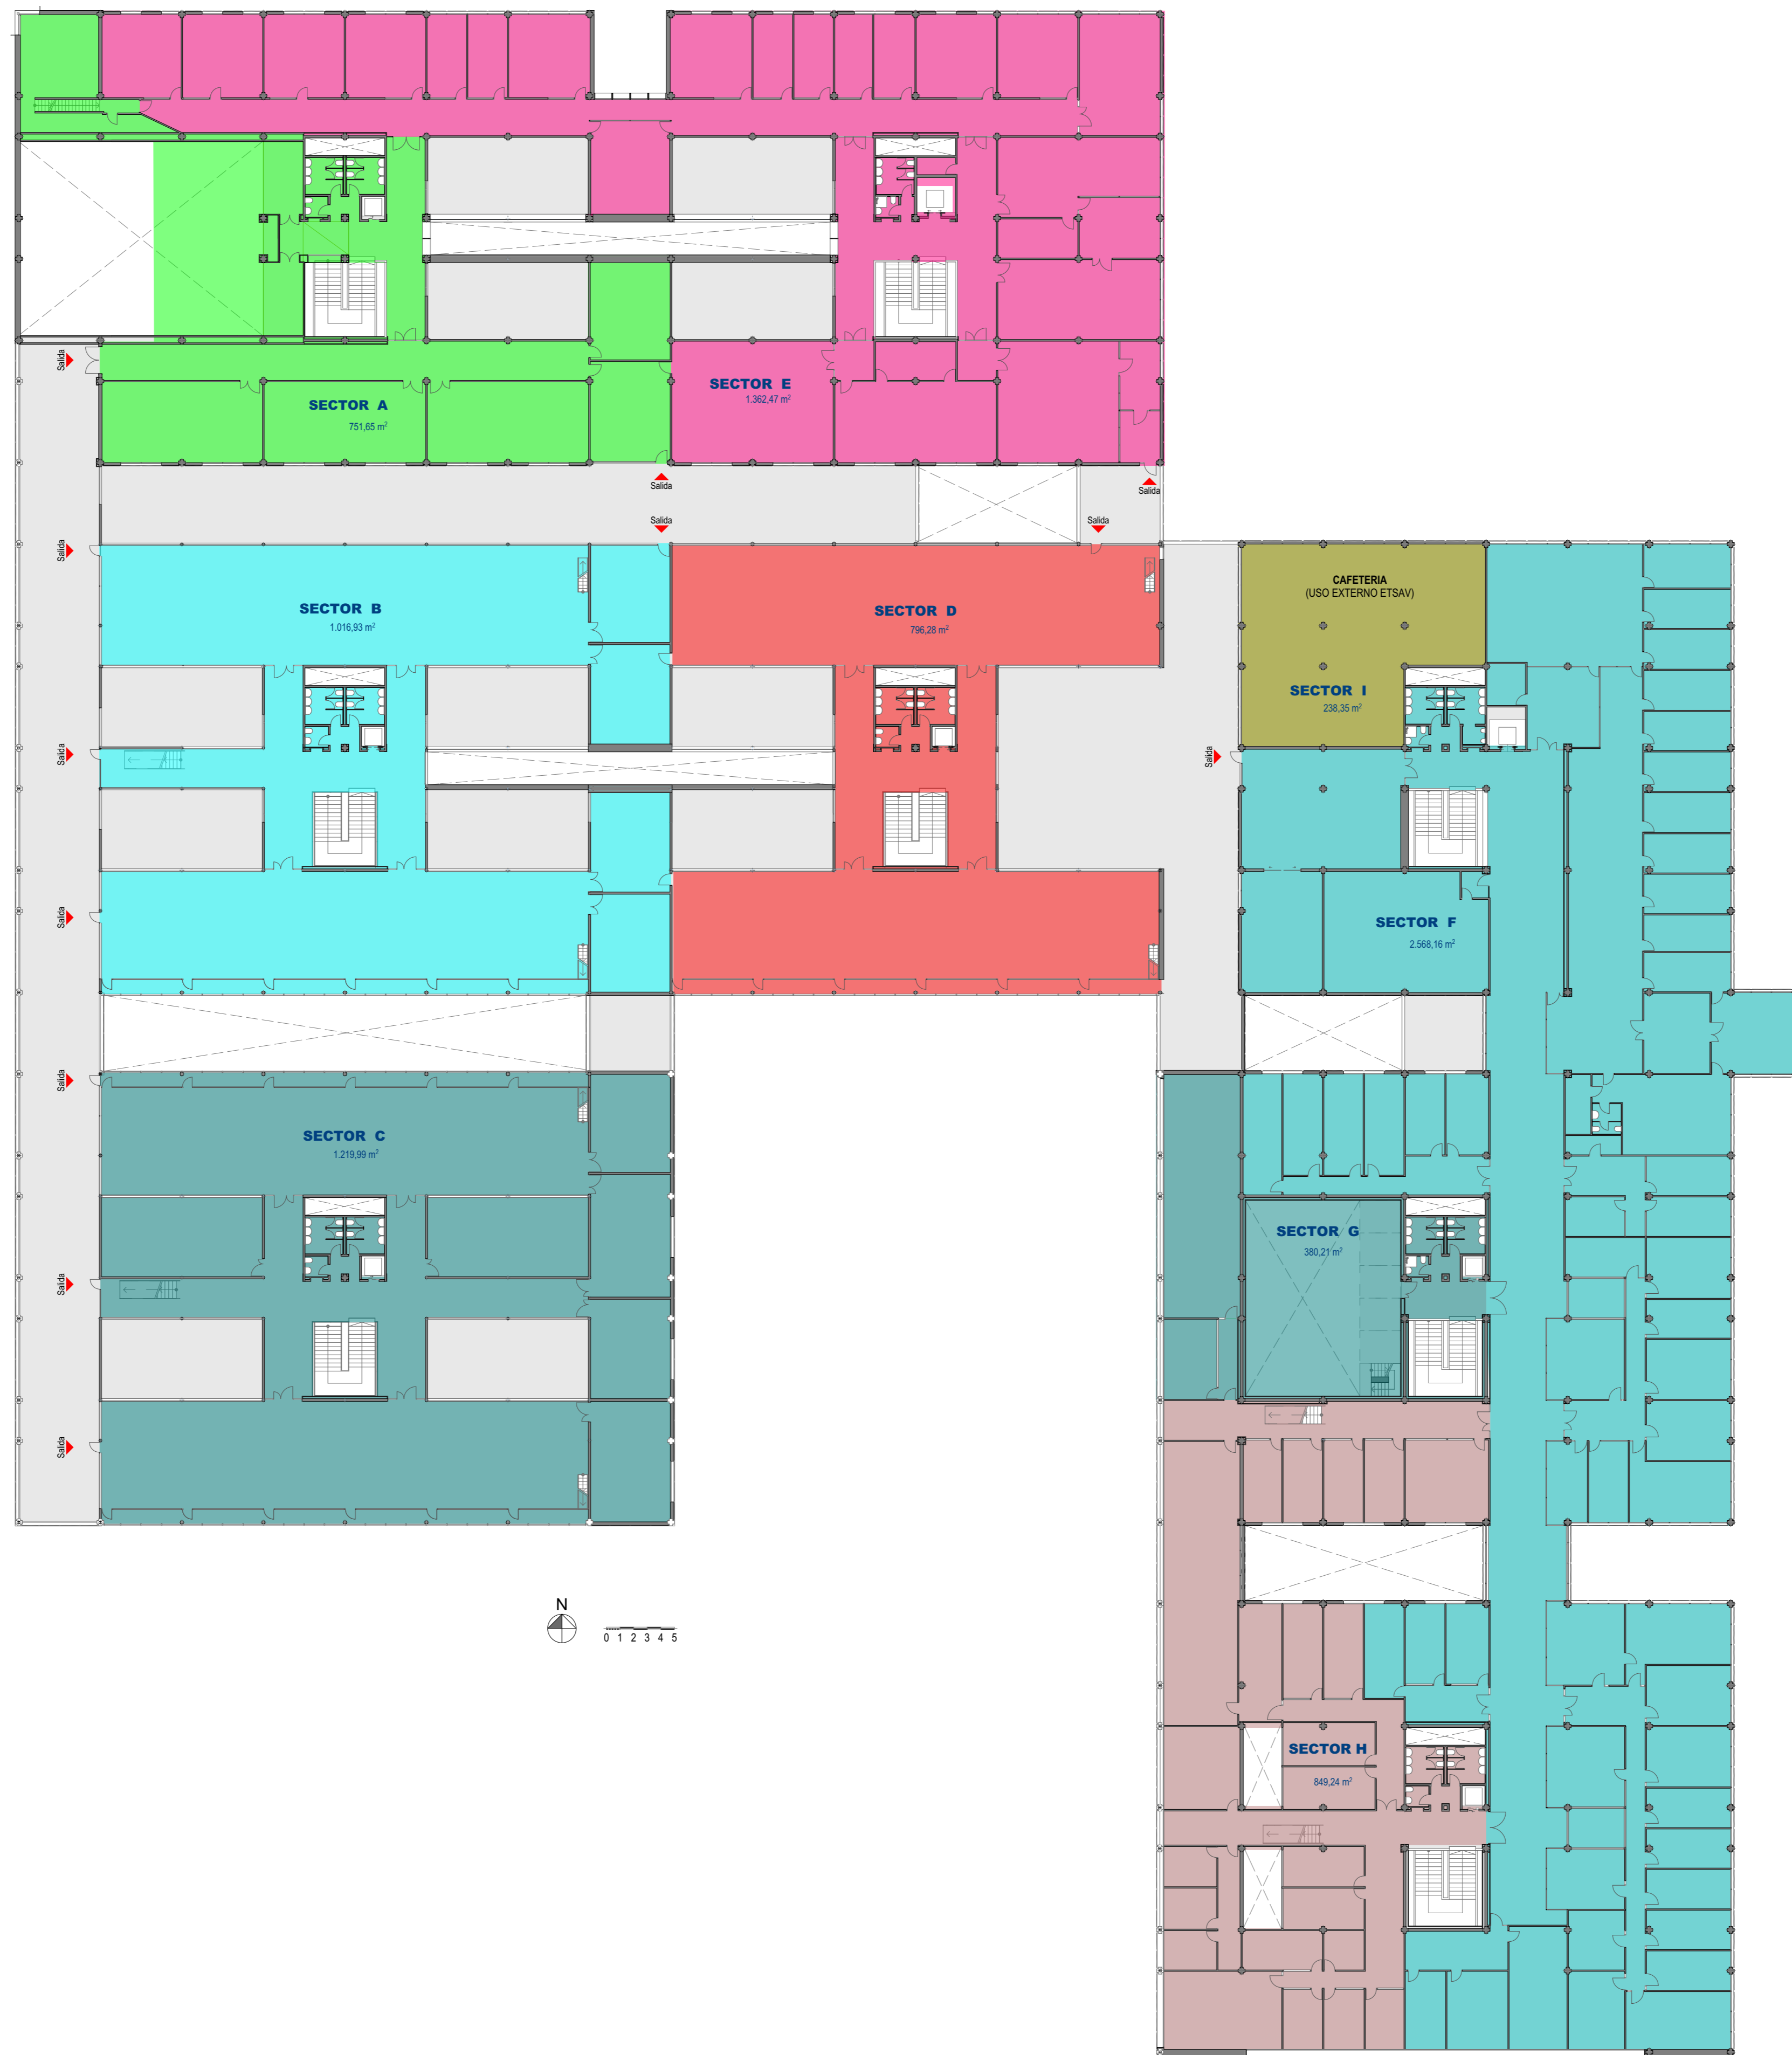 Salida
SECTOR A
751,65 m²
SECTOR E
1.362,47 m²
Salida
Salida
Salida
Salida
Salida
SECTOR B
1.016,93 m²
SECTOR D
796,28 m²
CAFETERIA
(USO EXTERNO ETSAV)
SECTOR I
238,35 m²
Salida
Salida
Salida
SECTOR F
2.568,16 m²
Salida
SECTOR C
1.219,99 m²
SECTOR G
380,21 m²
Salida
Salida
N
0 1 2 3 4 5
SECTOR H
849,24 m²